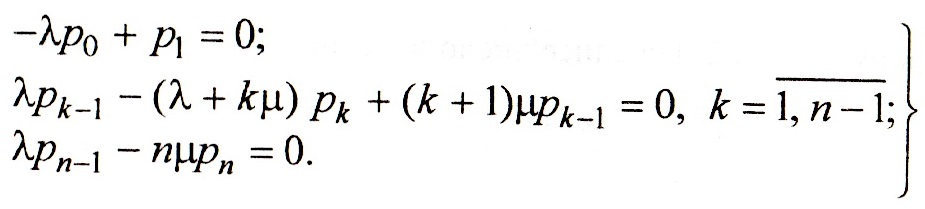 −λp₀ + p₁ = 0;
λpₖ₋₁ − (λ + kμ) pₖ + (k + 1)μpₖ₋₁ = 0, k = 1, n − 1;
λpₙ₋₁ − nμpₙ = 0.